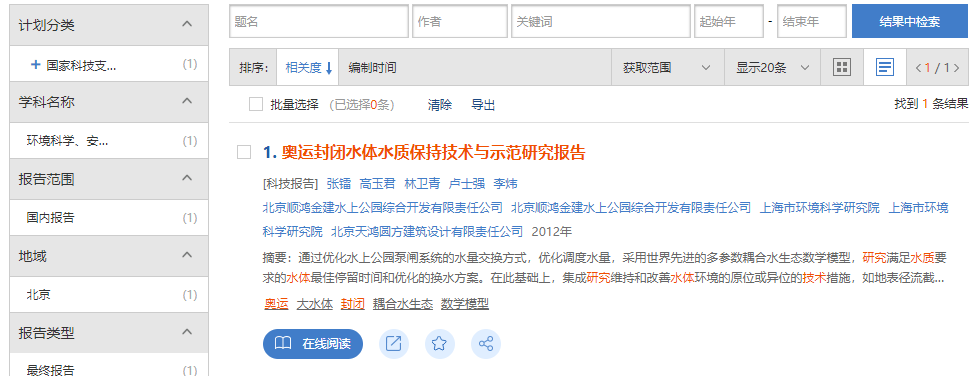 计划分类
国家科技支... (1)
学科名称
环境科学、安... (1)
报告范围
国内报告 (1)
地域
北京 (1)
报告类型
最终报告 (1)
题名 作者 关键词 起始年 - 结束年 结果中检索
排序: 相关度 编制时间 获取范围 显示20条 1 / 1
批量选择 (已选择0条) 清除 导出 找到 1 条结果
1. 奥运封闭水体水质保持技术与示范研究报告
[科技报告] 张镭 高玉君 林卫青 卢士强 李炜
北京顺鸿金建水上公园综合开发有限责任公司 北京顺鸿金建水上公园综合开发有限责任公司 上海市环境科学研究院 上海市环境
科学研究院 北京天鸿圆方建筑设计有限责任公司 2012年
摘要：通过优化水上公园泵闸系统的水量交换方式，优化调度水量，采用世界先进的多参数耦合水生态数学模型，研究满足水质要
求的水体最佳停留时间和优化的换水方案。在此基础上，集成研究维持和改善水体环境的原位或异位的技术措施，如地表径流截...
奥运 大水体 封闭 耦合水生态 数学模型
在线阅读